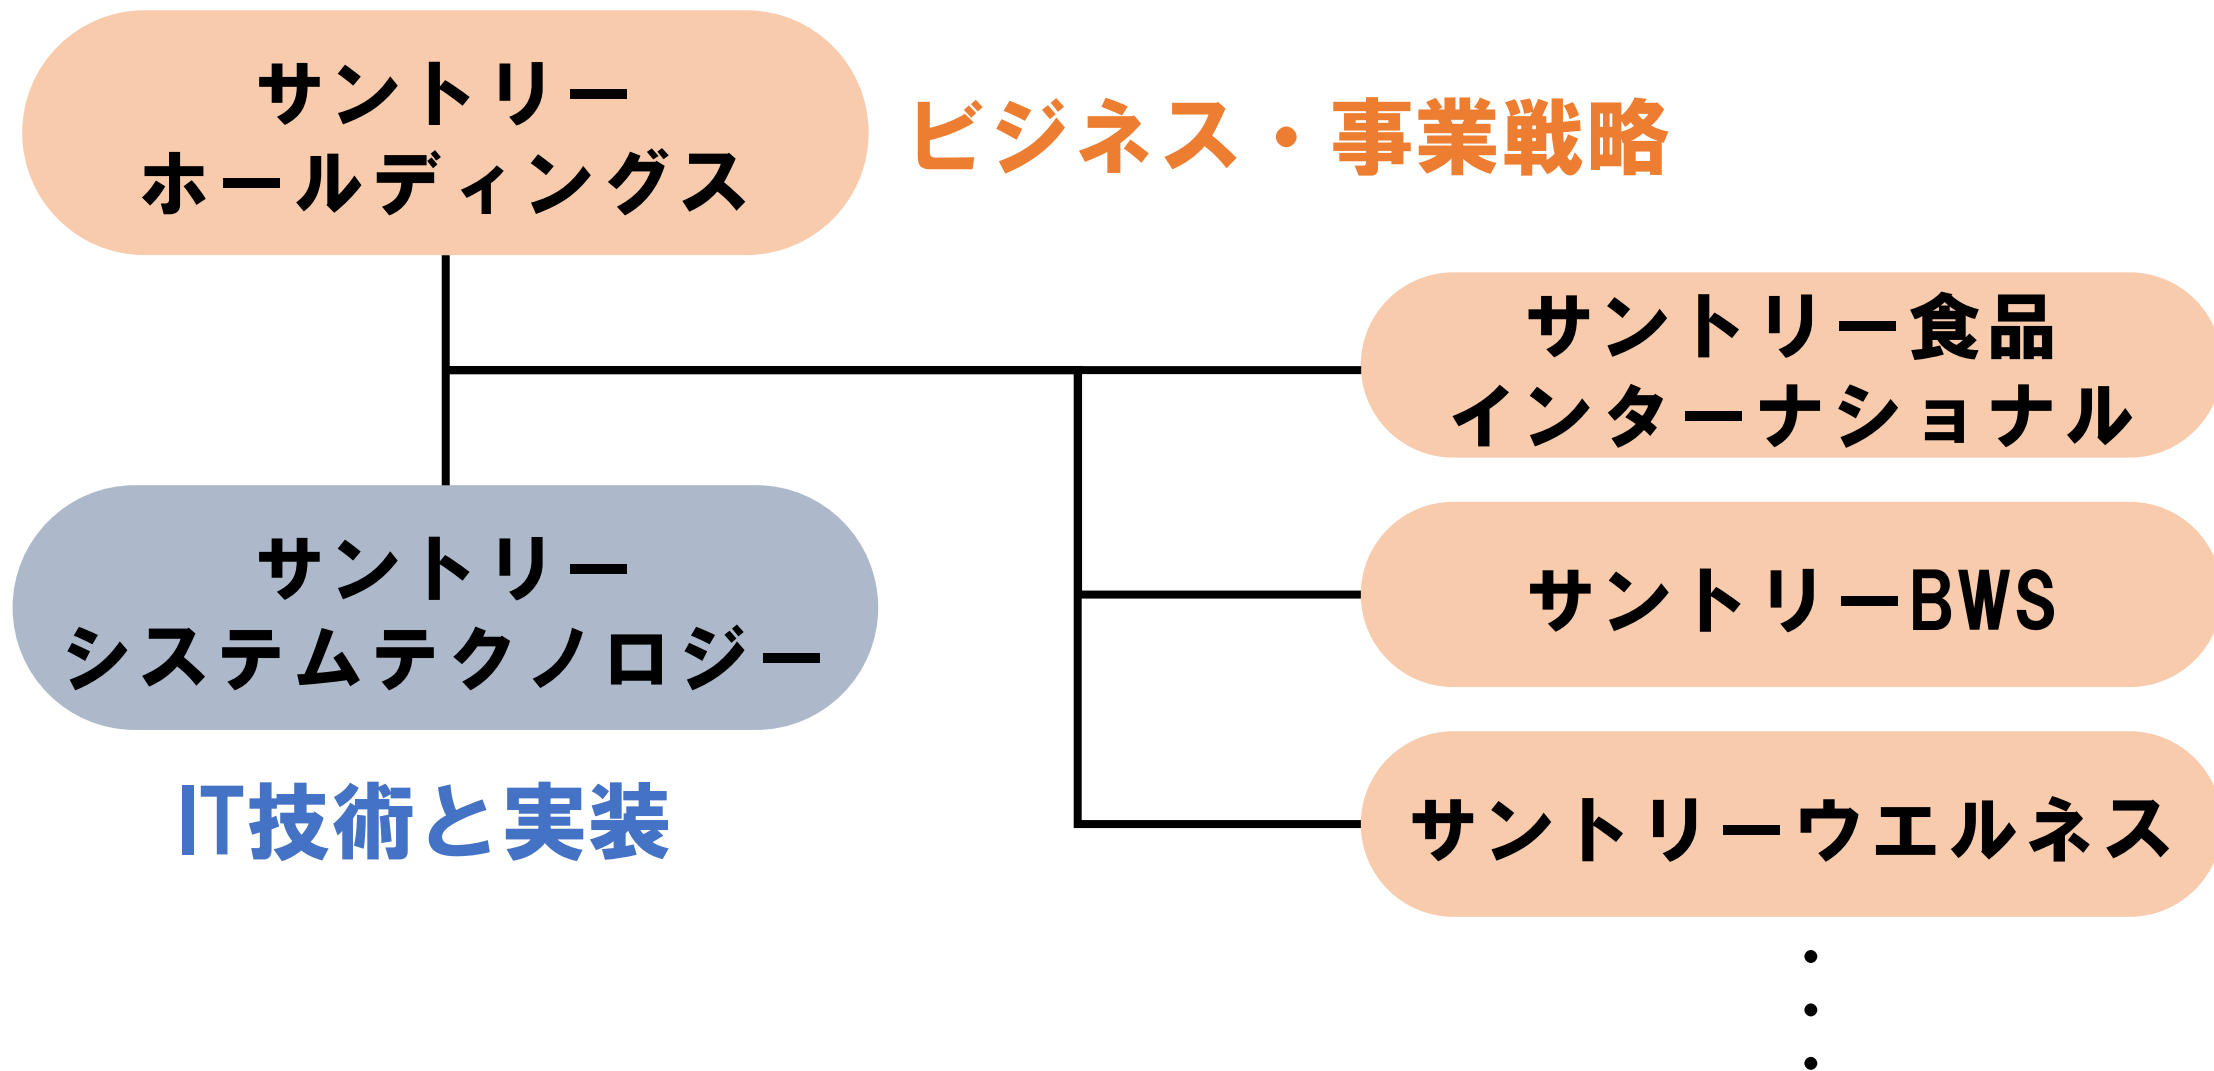 サントリー
ホールディングス
ビジネス・事業戦略
サントリー食品
インターナショナル
サントリー
システムテクノロジー
サントリーBWS
IT技術と実装
サントリーウエルネス
・
・
・